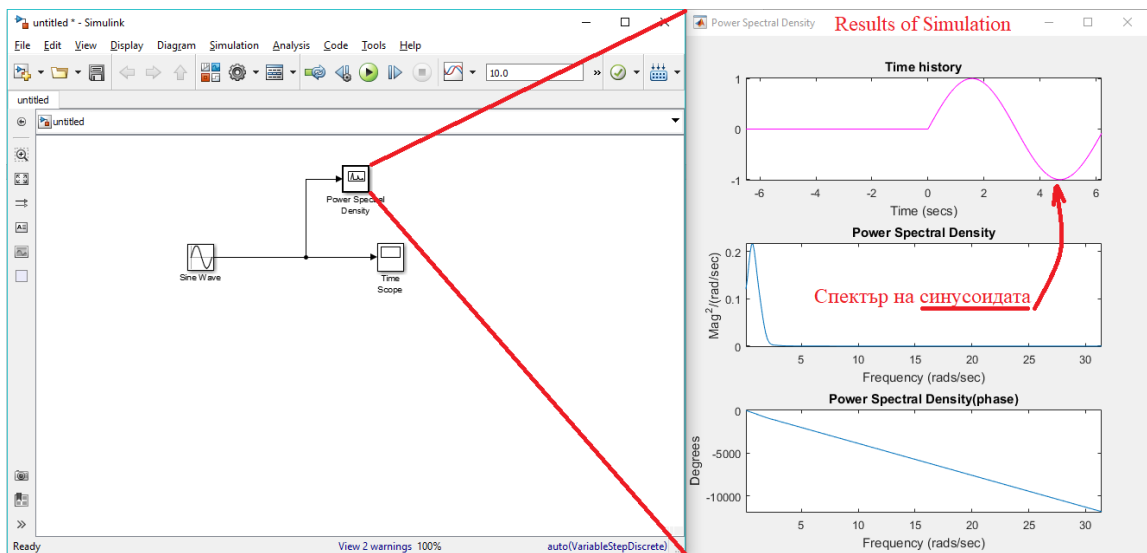 untitled * - Simulink
File Edit View Display Diagram Simulation Analysis Code Tools Help
10.0
»
untitled
untitled
Power Spectral
Density
Sine Wave
Time
Scope
»
Ready
View 2 warnings 100%
auto(VariableStepDiscrete)
Power Spectral Density
Results of Simulation
Time history
1
0
-1
-6 -4 -2 0 2 4 6
Time (secs)
Power Spectral Density
Mag²/(rad/sec)
0.2
0.1
0
Спектър на синусоидата
5 10 15 20 25 30
Frequency (rads/sec)
Power Spectral Density(phase)
Degrees
0
-5000
-10000
5 10 15 20 25 30
Frequency (rads/sec)